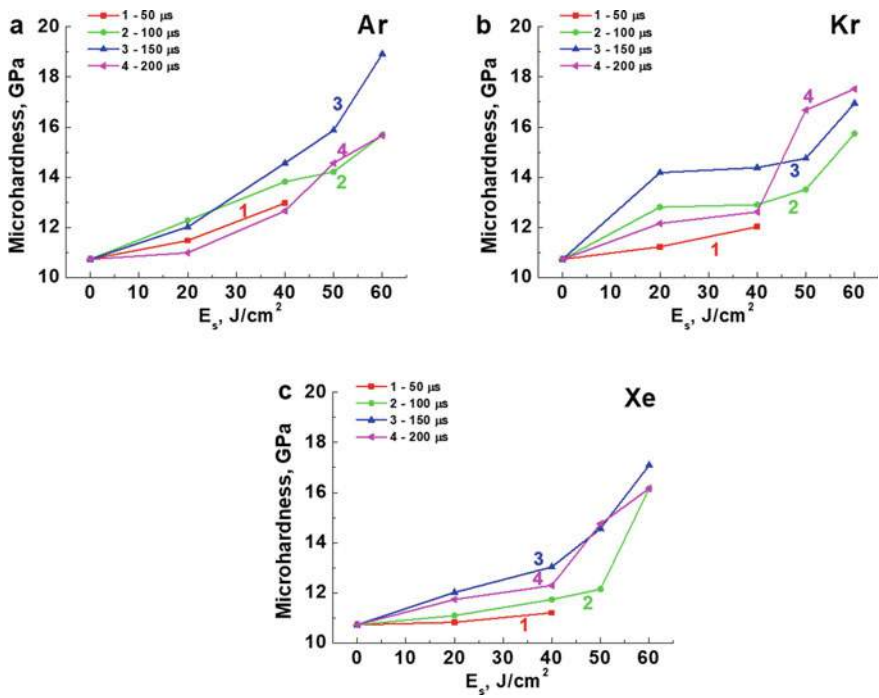 a
1 - 50 µs
2 - 100 µs
3 - 150 µs
4 - 200 µs
Ar
Microhardness, GPa
20
18
16
14
12
10
3
4
2
1
0 10 20 30 40 50 60
E_s, J/cm²
b
1 - 50 µs
2 - 100 µs
3 - 150 µs
4 - 200 µs
Kr
Microhardness, GPa
20
18
16
14
12
10
4
3
2
1
0 10 20 30 40 50 60
E_s, J/cm²
c
1 - 50 µs
2 - 100 µs
3 - 150 µs
4 - 200 µs
Xe
Microhardness, GPa
20
18
16
14
12
10
3
4
2
1
0 10 20 30 40 50 60
E_s, J/cm²